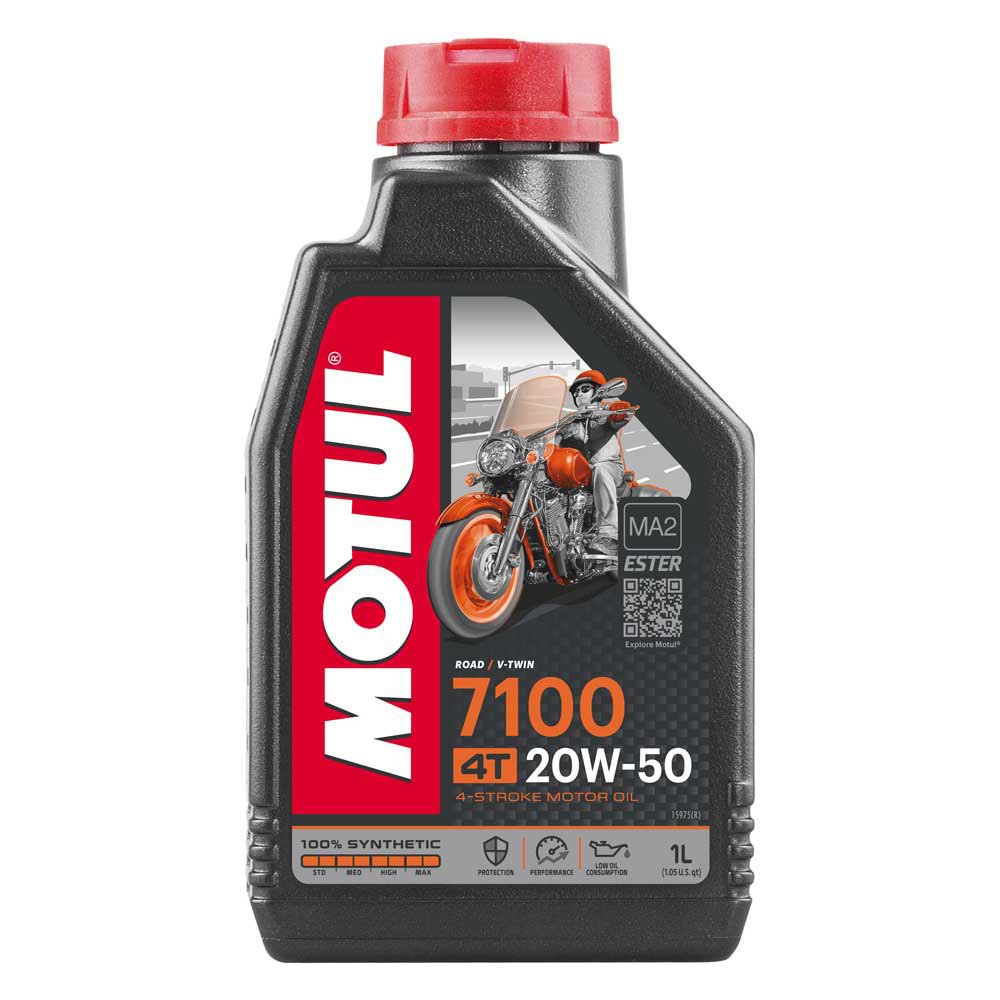 MOTUL®
MA2
ESTER
Explore Motul®
ROAD / V-TWIN
7100
4T 20W-50
4-STROKE MOTOR OIL
15975(R)
100% SYNTHETIC
STD MED HIGH MAX
PROTECTION
PERFORMANCE
LOW OIL
CONSUMPTION
1L
(1.05 U.S. qt)